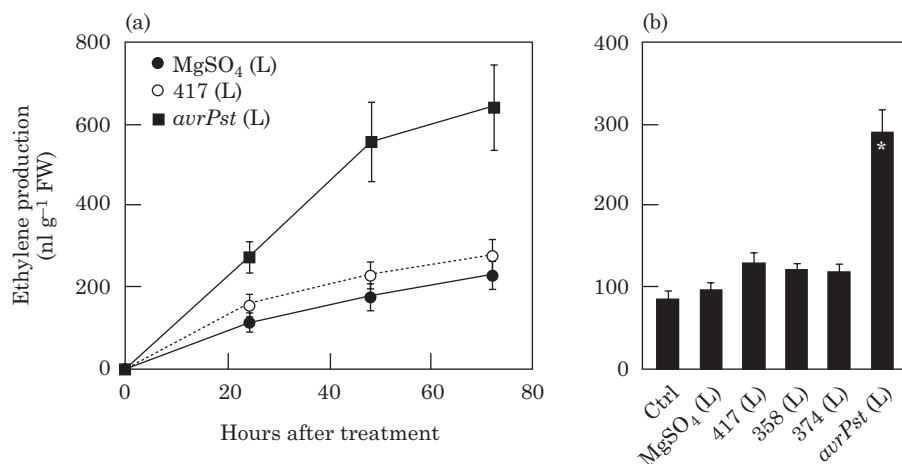 (a)
(b)
800
600
400
200
0
Ethylene production
(nl g⁻¹ FW)
MgSO₄ (L)
417 (L)
avrPst (L)
0
20
40
60
80
Hours after treatment
400
300
200
100
0
*
Ctrl
MgSO₄ (L)
417 (L)
358 (L)
374 (L)
avrPst (L)